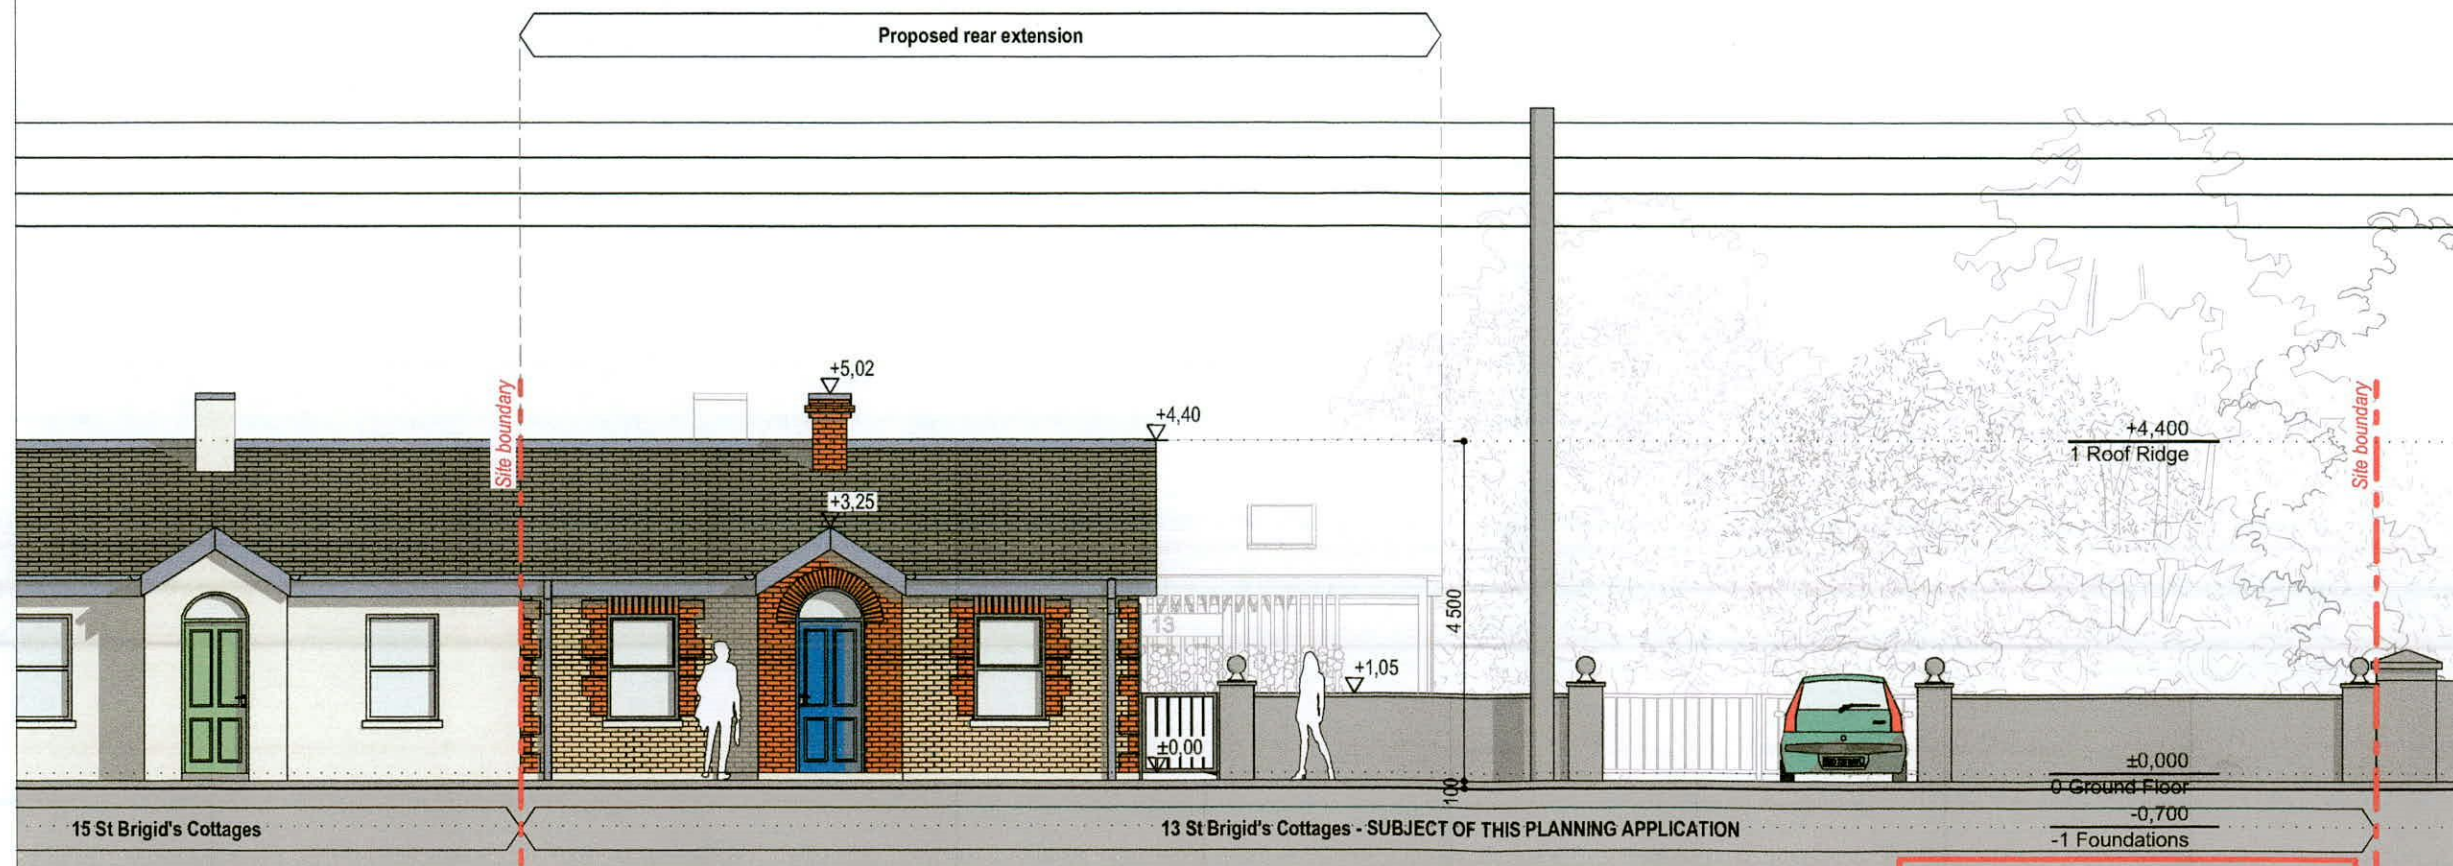 Proposed rear extension
+5,02
Site boundary
+4,40
+3,25
+4,400
1 Roof Ridge
Site boundary
4 500
13
+1,05
±0,00
100
±0,000
0 Ground Floor
-0,700
-1 Foundations
15 St Brigid's Cottages
13 St Brigid's Cottages - SUBJECT OF THIS PLANNING APPLICATION